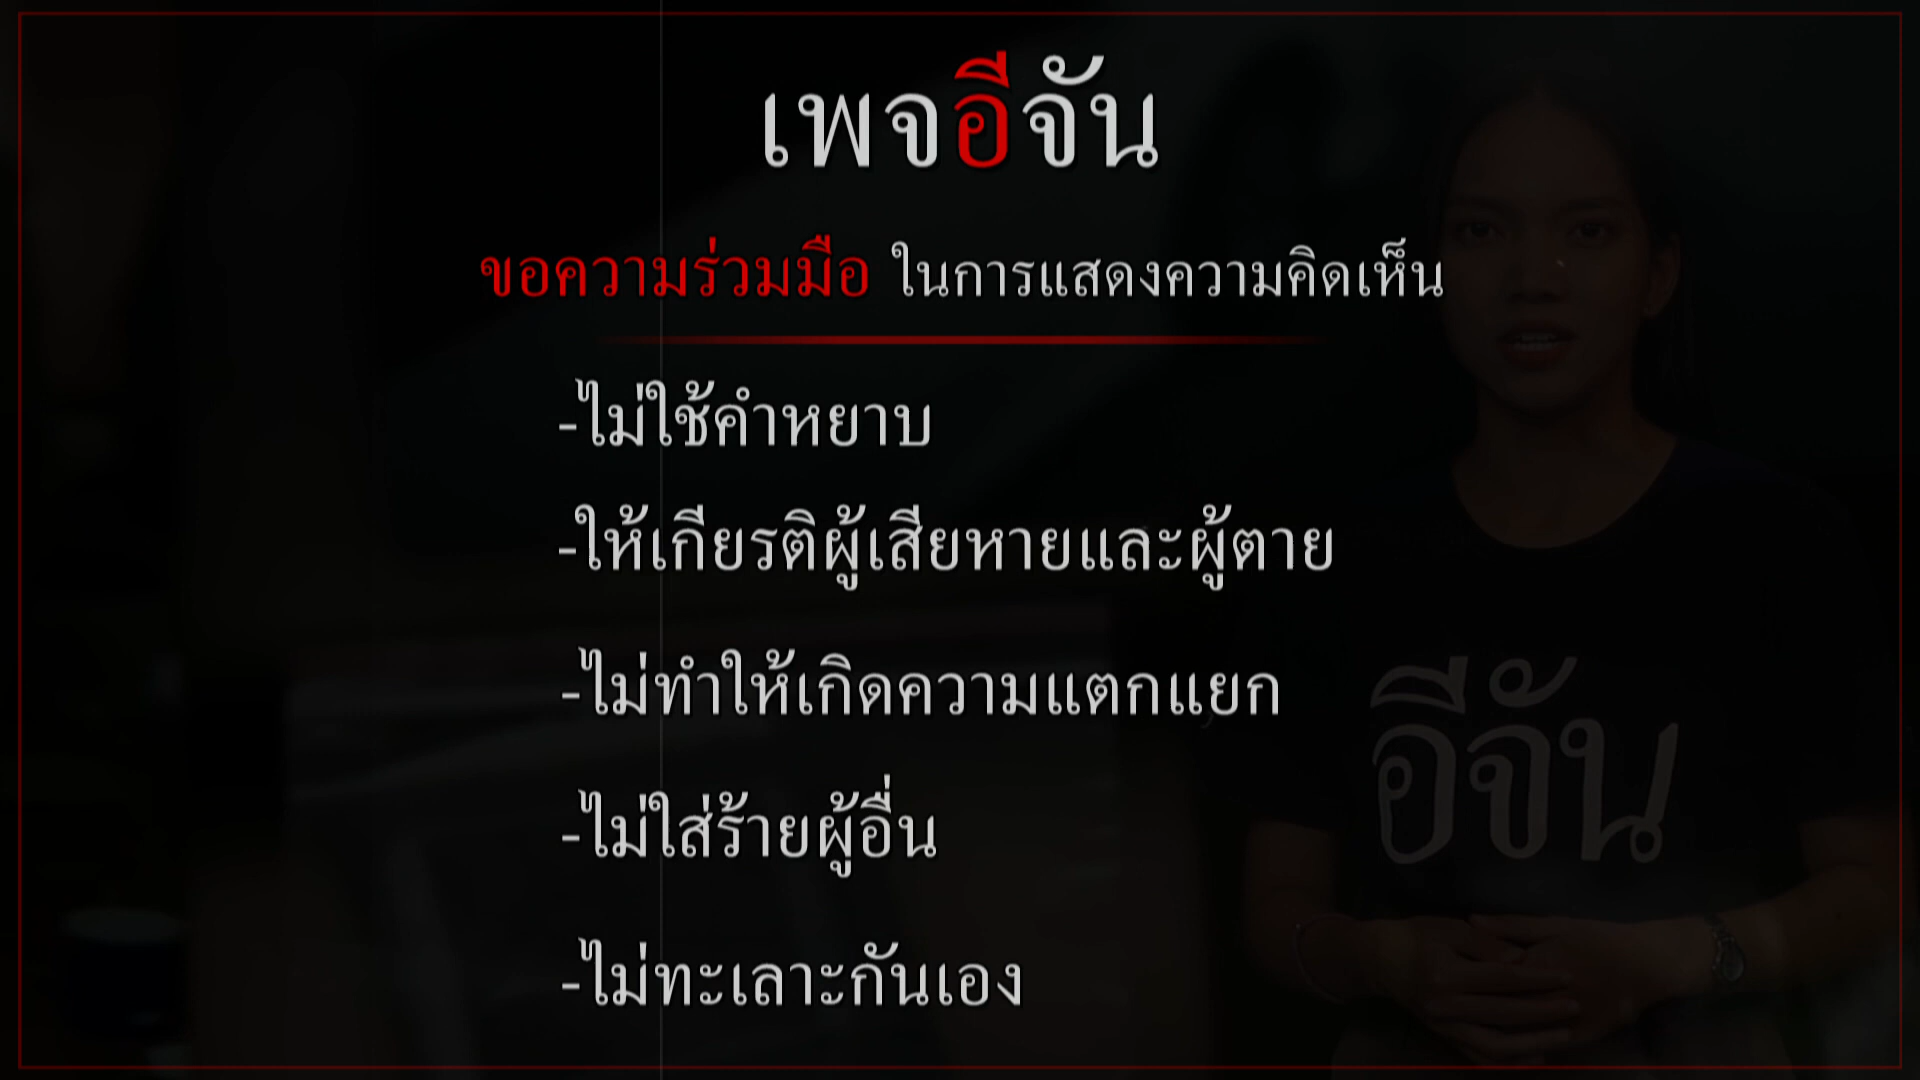 เพจอีจัน
ขอความร่วมมือ ในการแสดงความคิดเห็น
-ไม่ใช้คำหยาบ
-ให้เกียรติผู้เสียหายและผู้ตาย
-ไม่ทำให้เกิดความแตกแยก
-ไม่ใส่ร้ายผู้อื่น
-ไม่ทะเลาะกันเอง
อีจัน